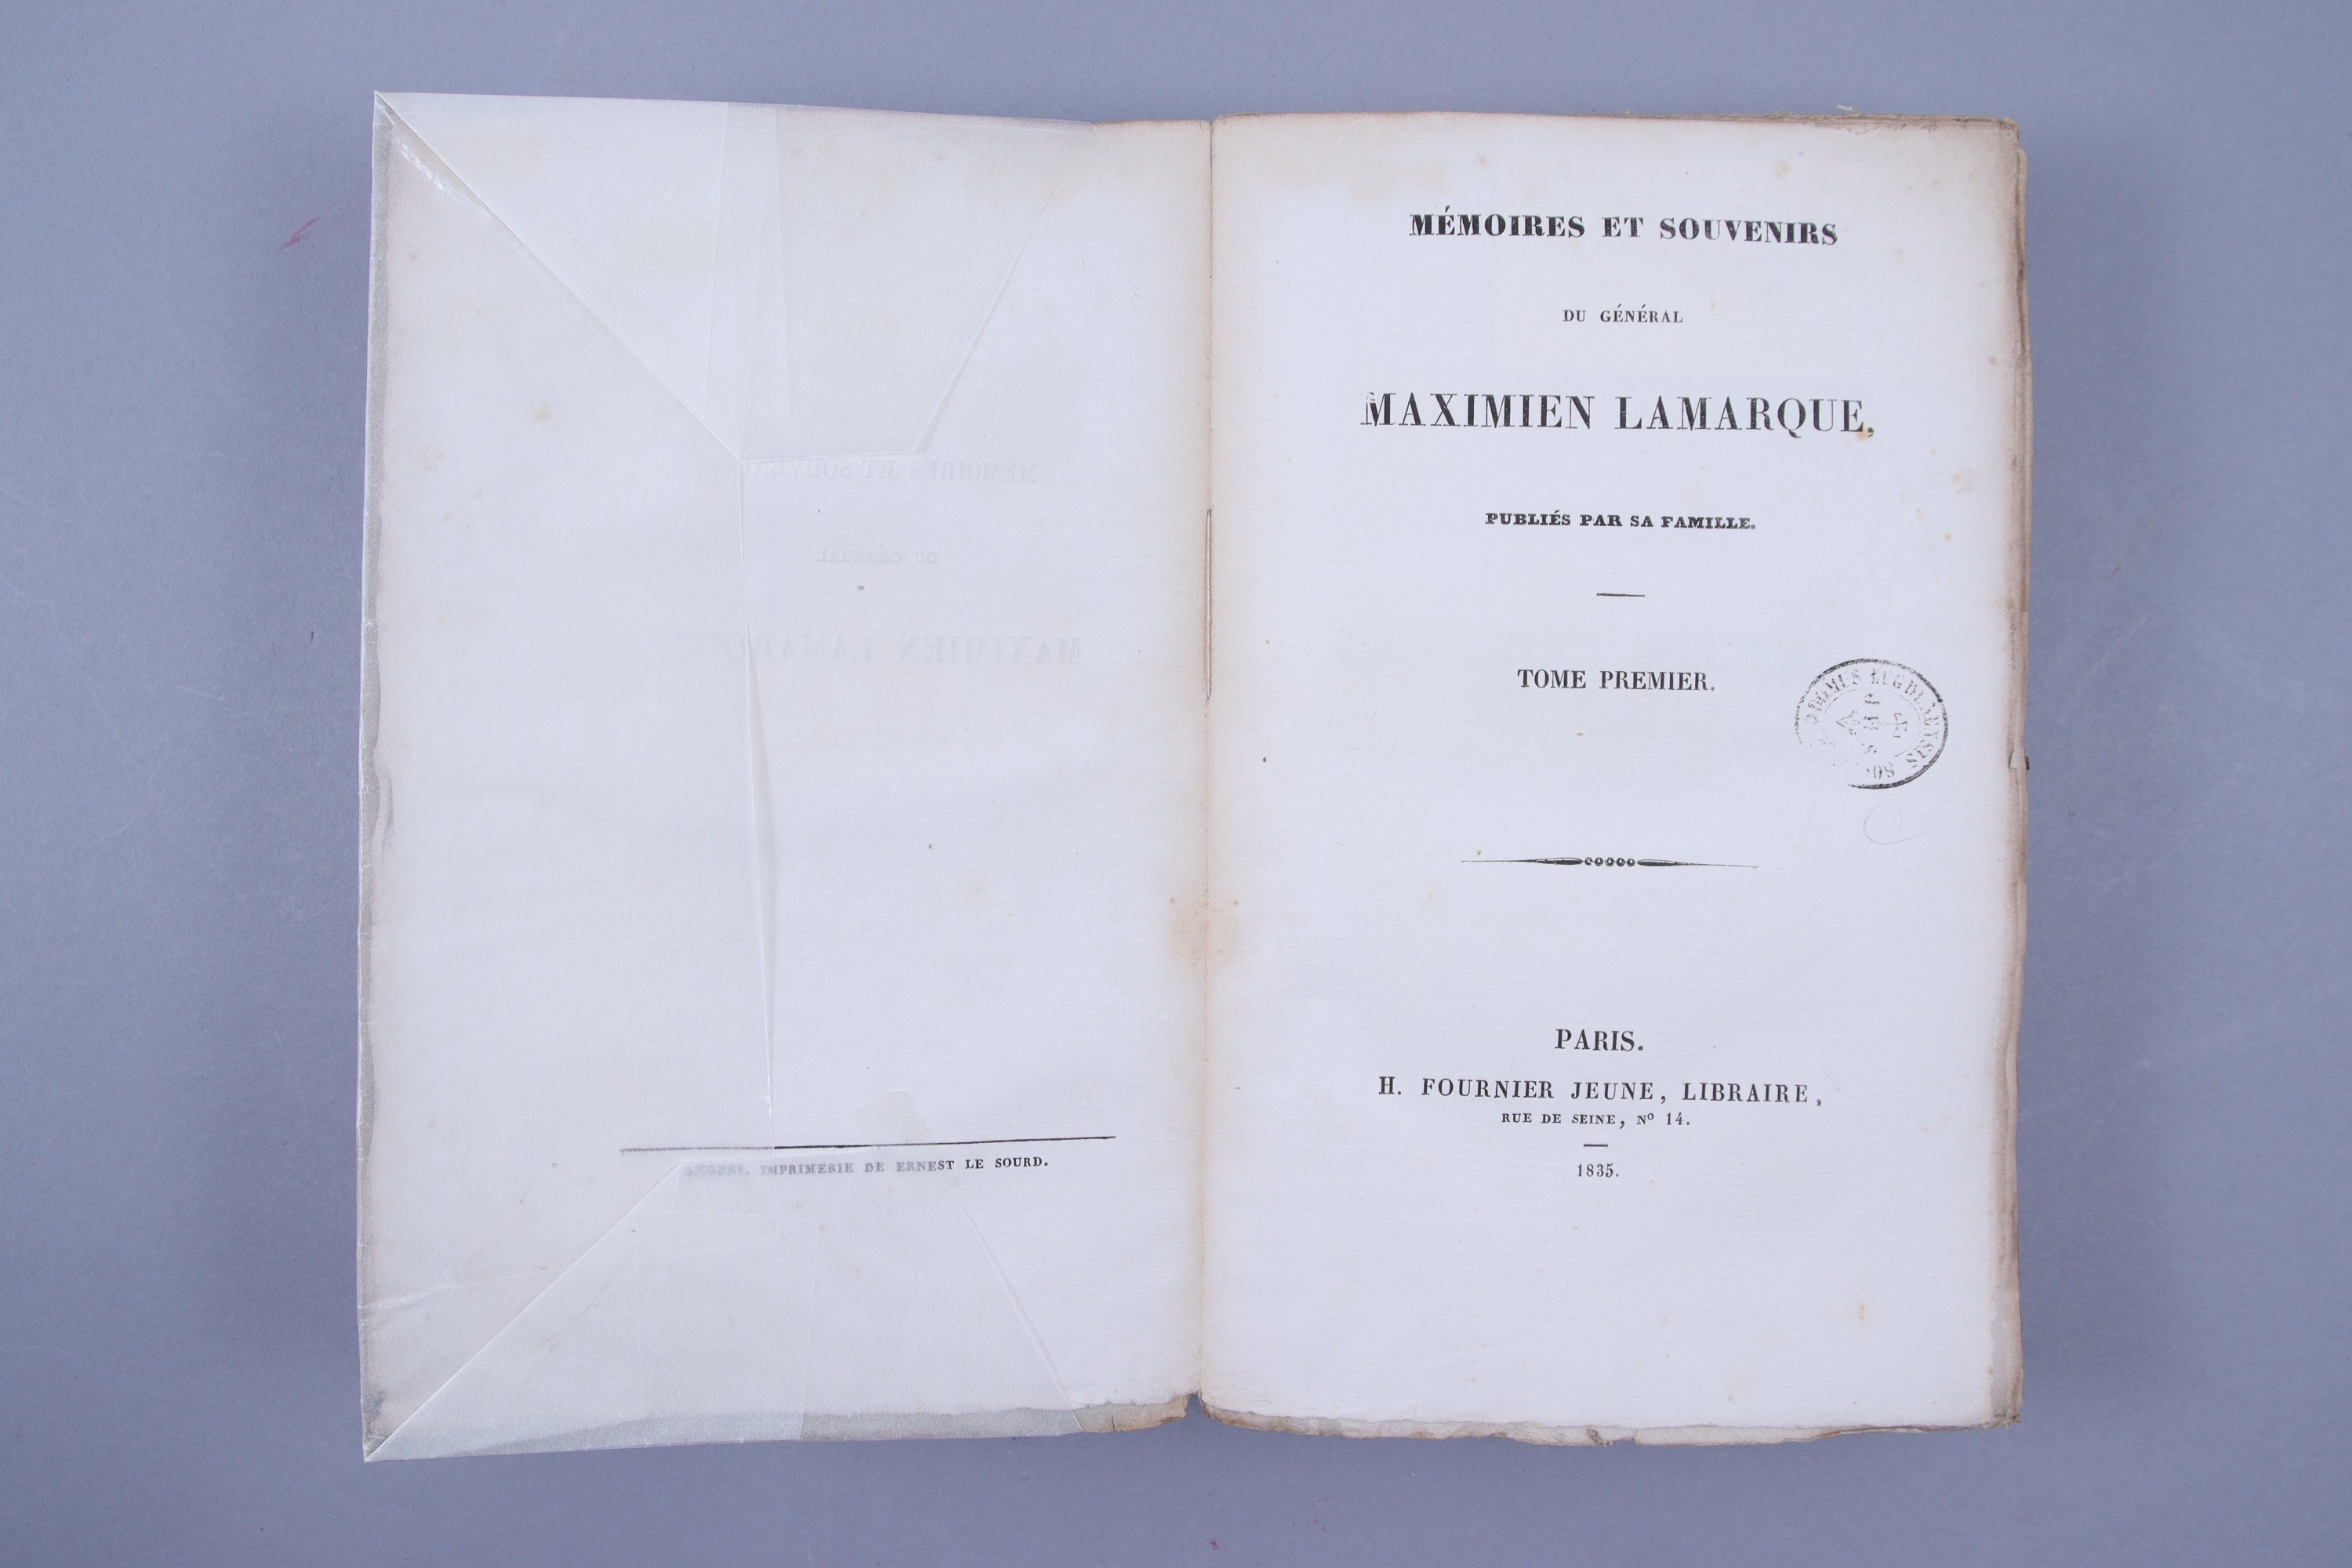 IMPRIMERIE DE ERNEST LE SOURD.
MÉMOIRES ET SOUVENIRS
DU GÉNÉRAL
MAXIMIEN LAMARQUE,
PUBLIÉS PAR SA FAMILLE.
TOME PREMIER.
PARIS.
H. FOURNIER JEUNE, LIBRAIRE,
RUE DE SEINE, Nº 14.
1835.